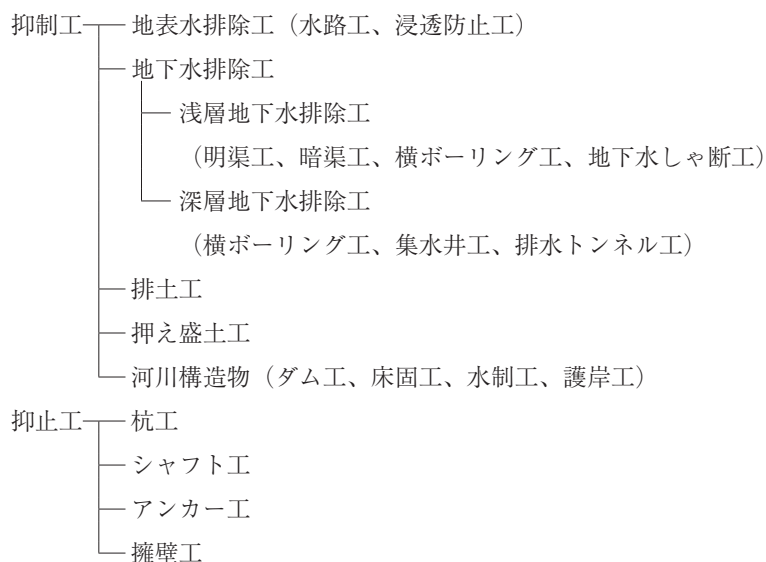 抑制工 地表水排除工（水路工、浸透防止工）
地下水排除工
浅層地下水排除工
（明渠工、暗渠工、横ボーリング工、地下水しゃ断工）
深層地下水排除工
（横ボーリング工、集水井工、排水トンネル工）
排土工
押え盛土工
河川構造物（ダム工、床固工、水制工、護岸工）
抑止工 杭工
シャフト工
アンカー工
擁壁工